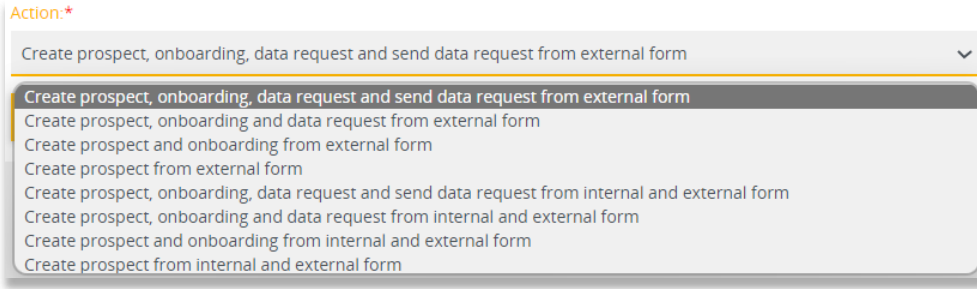 Action:*
Create prospect, onboarding, data request and send data request from external form
Create prospect, onboarding, data request and send data request from external form
Create prospect, onboarding and data request from external form
Create prospect and onboarding from external form
Create prospect from external form
Create prospect, onboarding, data request and send data request from internal and external form
Create prospect, onboarding and data request from internal and external form
Create prospect and onboarding from internal and external form
Create prospect from internal and external form